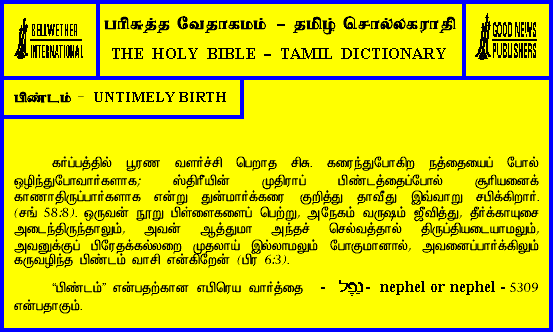 BELLWETHER
INTERNATIONAL
பரிசுத்த வேதாகமம் – தமிழ் சொல்லகராதி
THE HOLY BIBLE – TAMIL DICTIONARY
GOOD NEWS
PUBLISHERS
பிண்டம் – UNTIMELY BIRTH
கர்ப்பத்தில் பூரண வளர்ச்சி பெறாத சிசு. கரைந்துபோகிற நத்தையைப் போல்
ஒழிந்துபோவார்களாக; ஸ்திரீயின் முதிராப் பிண்டத்தைப்போல் சூரியனைக்
காணாதிருப்பார்களாக என்று துன்மார்க்கரை குறித்து தாவீது இவ்வாறு சபிக்கிறார்.
(சங் 58:8). ஒருவன் நூறு பிள்ளைகளைப் பெற்று, அநேகம் வருஷம் ஜீவித்து, தீர்க்காயுசை
அடைந்திருந்தாலும், அவன் ஆத்துமா அந்தச் செல்வத்தால் திருப்தியடையாமலும்,
அவனுக்குப் பிரேதக்கல்லறை முதலாய் இல்லாமலும் போகுமானால், அவனைப்பார்க்கிலும்
கருவழிந்த பிண்டம் வாசி என்கிறேன் (பிர 6:3).
“பிண்டம்” என்பதற்கான எபிரெய வார்த்தை - נֶפֶל - nephel or nephel - 5309
என்பதாகும்.